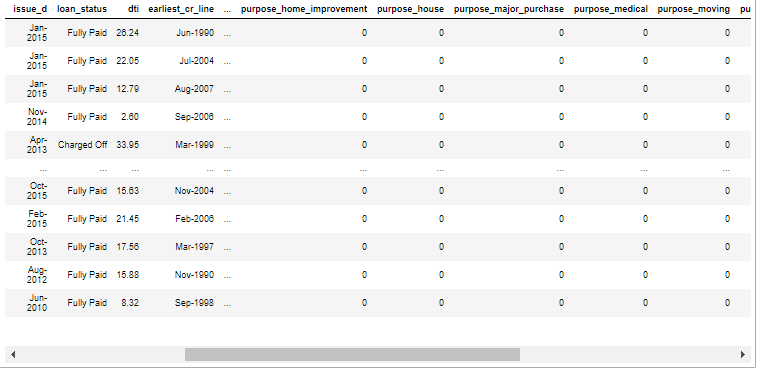 issue_d loan_status dti earliest_cr_line ... purpose_home_improvement purpose_house purpose_major_purchase purpose_medical purpose_moving pu
Jan-
2015 Fully Paid 26.24 Jun-1990 ... 0 0 0 0 0
Jan-
2015 Fully Paid 22.05 Jul-2004 ... 0 0 0 0 0
Jan-
2015 Fully Paid 12.79 Aug-2007 ... 0 0 0 0 0
Nov-
2014 Fully Paid 2.60 Sep-2006 ... 0 0 0 0 0
Apr-
2013 Charged Off 33.95 Mar-1999 ... 0 0 0 0 0
... ... ... ... ... ... ... ... ... ...
Oct-
2015 Fully Paid 15.63 Nov-2004 ... 0 0 0 0 0
Feb-
2015 Fully Paid 21.45 Feb-2006 ... 0 0 0 0 0
Oct-
2013 Fully Paid 17.56 Mar-1997 ... 0 0 0 0 0
Aug-
2012 Fully Paid 15.88 Nov-1990 ... 0 0 0 0 0
Jun-
2010 Fully Paid 8.32 Sep-1998 ... 0 0 0 0 0